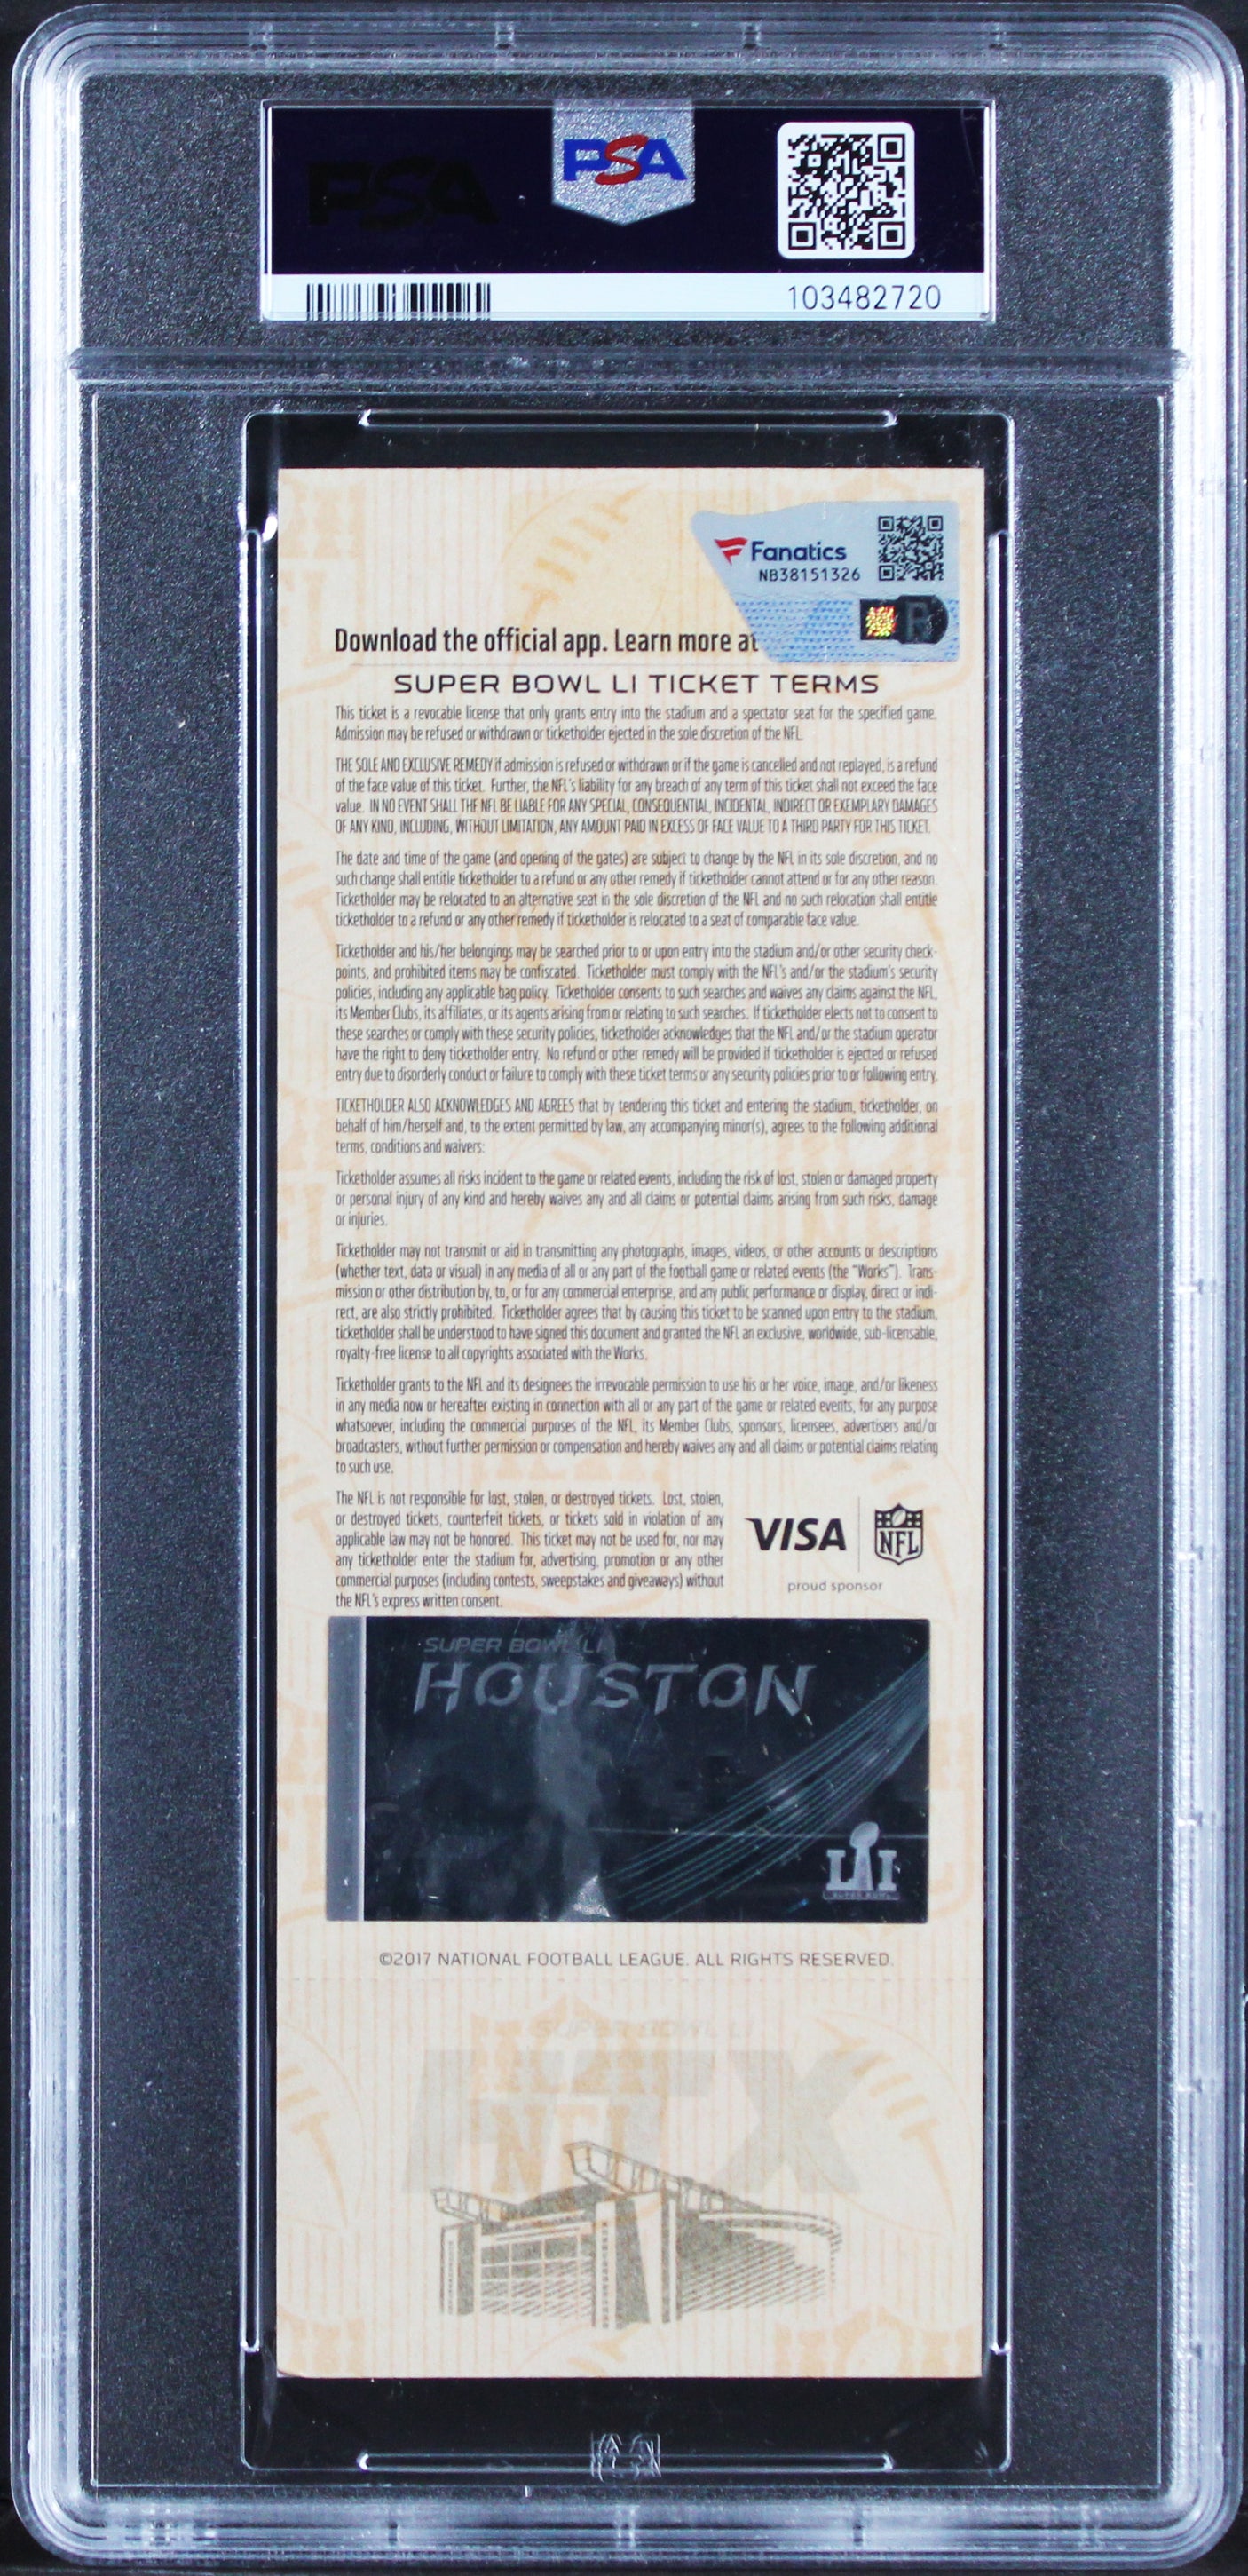 PSA
PSA
103482720
Fanatics
NB38151326
Download the official app. Learn more at
SUPER BOWL LI TICKET TERMS
This ticket is a revocable license that only grants entry into the stadium and a spectator seat for the specified game.
Admission may be refused or withdrawn or ticketholder ejected in the sole discretion of the NFL.
THE SOLE AND EXCLUSIVE REMEDY if admission is refused or withdrawn or if the game is cancelled and not replayed, is a refund
of the face value of this ticket. Further, the NFL's liability for any breach of any term of this ticket shall not exceed the face
value. IN NO EVENT SHALL THE NFL BE LIABLE FOR ANY SPECIAL, CONSEQUENTIAL, INCIDENTAL, INDIRECT OR EXEMPLARY DAMAGES
OF ANY KIND, INCLUDING, WITHOUT LIMITATION, ANY AMOUNT PAID IN EXCESS OF FACE VALUE TO A THIRD PARTY FOR THIS TICKET.
The date and time of the game (and opening of the gates) are subject to change by the NFL in its sole discretion, and no
such change shall entitle ticketholder to a refund or any other remedy if ticketholder cannot attend or for any other reason.
Ticketholder may be relocated to an alternative seat in the sole discretion of the NFL and no such relocation shall entitle
ticketholder to a refund or any other remedy if ticketholder is relocated to a seat of comparable face value.
Ticketholder and his/her belongings may be searched prior to or upon entry into the stadium and/or other security check-
points, and prohibited items may be confiscated. Ticketholder must comply with the NFL's and/or the stadium's security
policies, including any applicable bag policy. Ticketholder consents to such searches and waives any claims against the NFL,
its Member Clubs, its affiliates, or its agents arising from or relating to such searches. If ticketholder elects not to consent to
these searches or comply with these security policies, ticketholder acknowledges that the NFL and/or the stadium operator
have the right to deny ticketholder entry. No refund or other remedy will be provided if ticketholder is ejected or refused
entry due to disorderly conduct or failure to comply with these ticket terms or any security policies prior to or following entry.
TICKETHOLDER ALSO ACKNOWLEDGES AND AGREES that by tendering this ticket and entering the stadium, ticketholder, on
behalf of him/herself and, to the extent permitted by law, any accompanying minor(s), agrees to the following additional
terms, conditions and waivers:
Ticketholder assumes all risks incident to the game or related events, including the risk of lost, stolen or damaged property
or personal injury of any kind and hereby waives any and all claims or potential claims arising from such risks, damage
or injuries.
Ticketholder may not transmit or aid in transmitting any photographs, images, videos, or other accounts or descriptions
(whether text, data or visual) in any media of all or any part of the football game or related events (the "Works"). Trans-
mission or other distribution by, to, or for any commercial enterprise, and any public performance or display, direct or indi-
rect, are also strictly prohibited. Ticketholder agrees that by causing this ticket to be scanned upon entry to the stadium,
ticketholder shall be understood to have signed this document and granted the NFL an exclusive, worldwide, sub-licensable,
royalty-free license to all copyrights associated with the Works.
Ticketholder grants to the NFL and its designees the irrevocable permission to use his or her voice, image, and/or likeness
in any media now or hereafter existing in connection with all or any part of the game or related events, for any purpose
whatsoever, including the commercial purposes of the NFL, its Member Clubs, sponsors, licensees, advertisers and/or
broadcasters, without further permission or compensation and hereby waives any and all claims or potential claims relating
to such use.
The NFL is not responsible for lost, stolen, or destroyed tickets. Lost, stolen,
or destroyed tickets, counterfeit tickets, or tickets sold in violation of any
applicable law may not be honored. This ticket may not be used for, nor may
any ticketholder enter the stadium for, advertising, promotion or any other
commercial purposes (including contests, sweepstakes and giveaways) without
the NFL's express written consent.
VISA
NFL
proud sponsor
SUPER BOWL LI
HOUSTON
LI
SUPER BOWL
©2017 NATIONAL FOOTBALL LEAGUE. ALL RIGHTS RESERVED.
SUPER BOWL LI
HTX
NFL